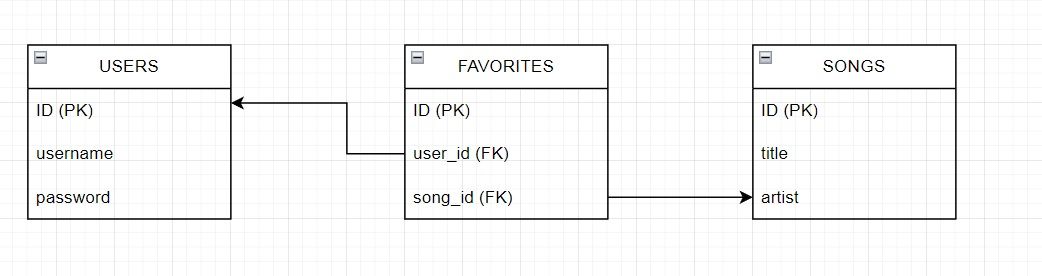 USERS
ID (PK)
username
password
FAVORITES
ID (PK)
user_id (FK)
song_id (FK)
SONGS
ID (PK)
title
artist